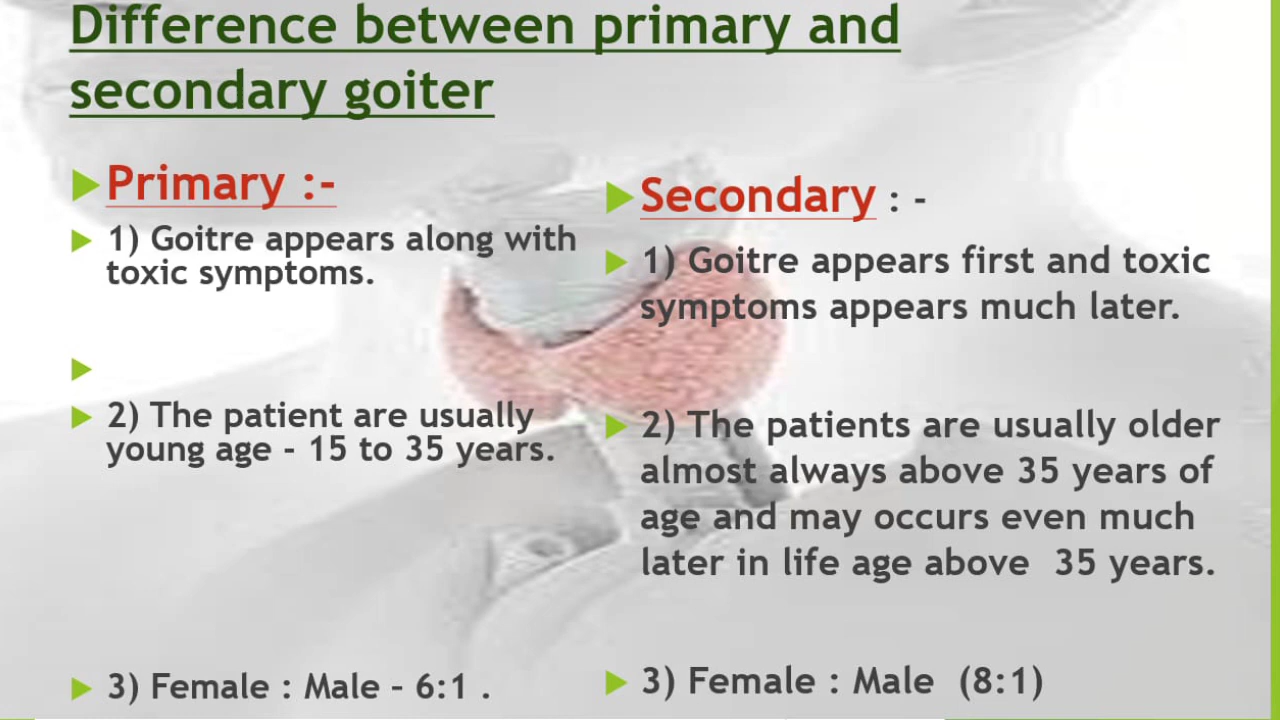 Difference between primary and
secondary goiter
Primary :-
1) Goitre appears along with
toxic symptoms.
2) The patient are usually
young age - 15 to 35 years.
3) Female : Male – 6:1 .
Secondary : -
1) Goitre appears first and toxic
symptoms appears much later.
2) The patients are usually older
almost always above 35 years of
age and may occurs even much
later in life age above  35 years.
3) Female : Male  (8:1)